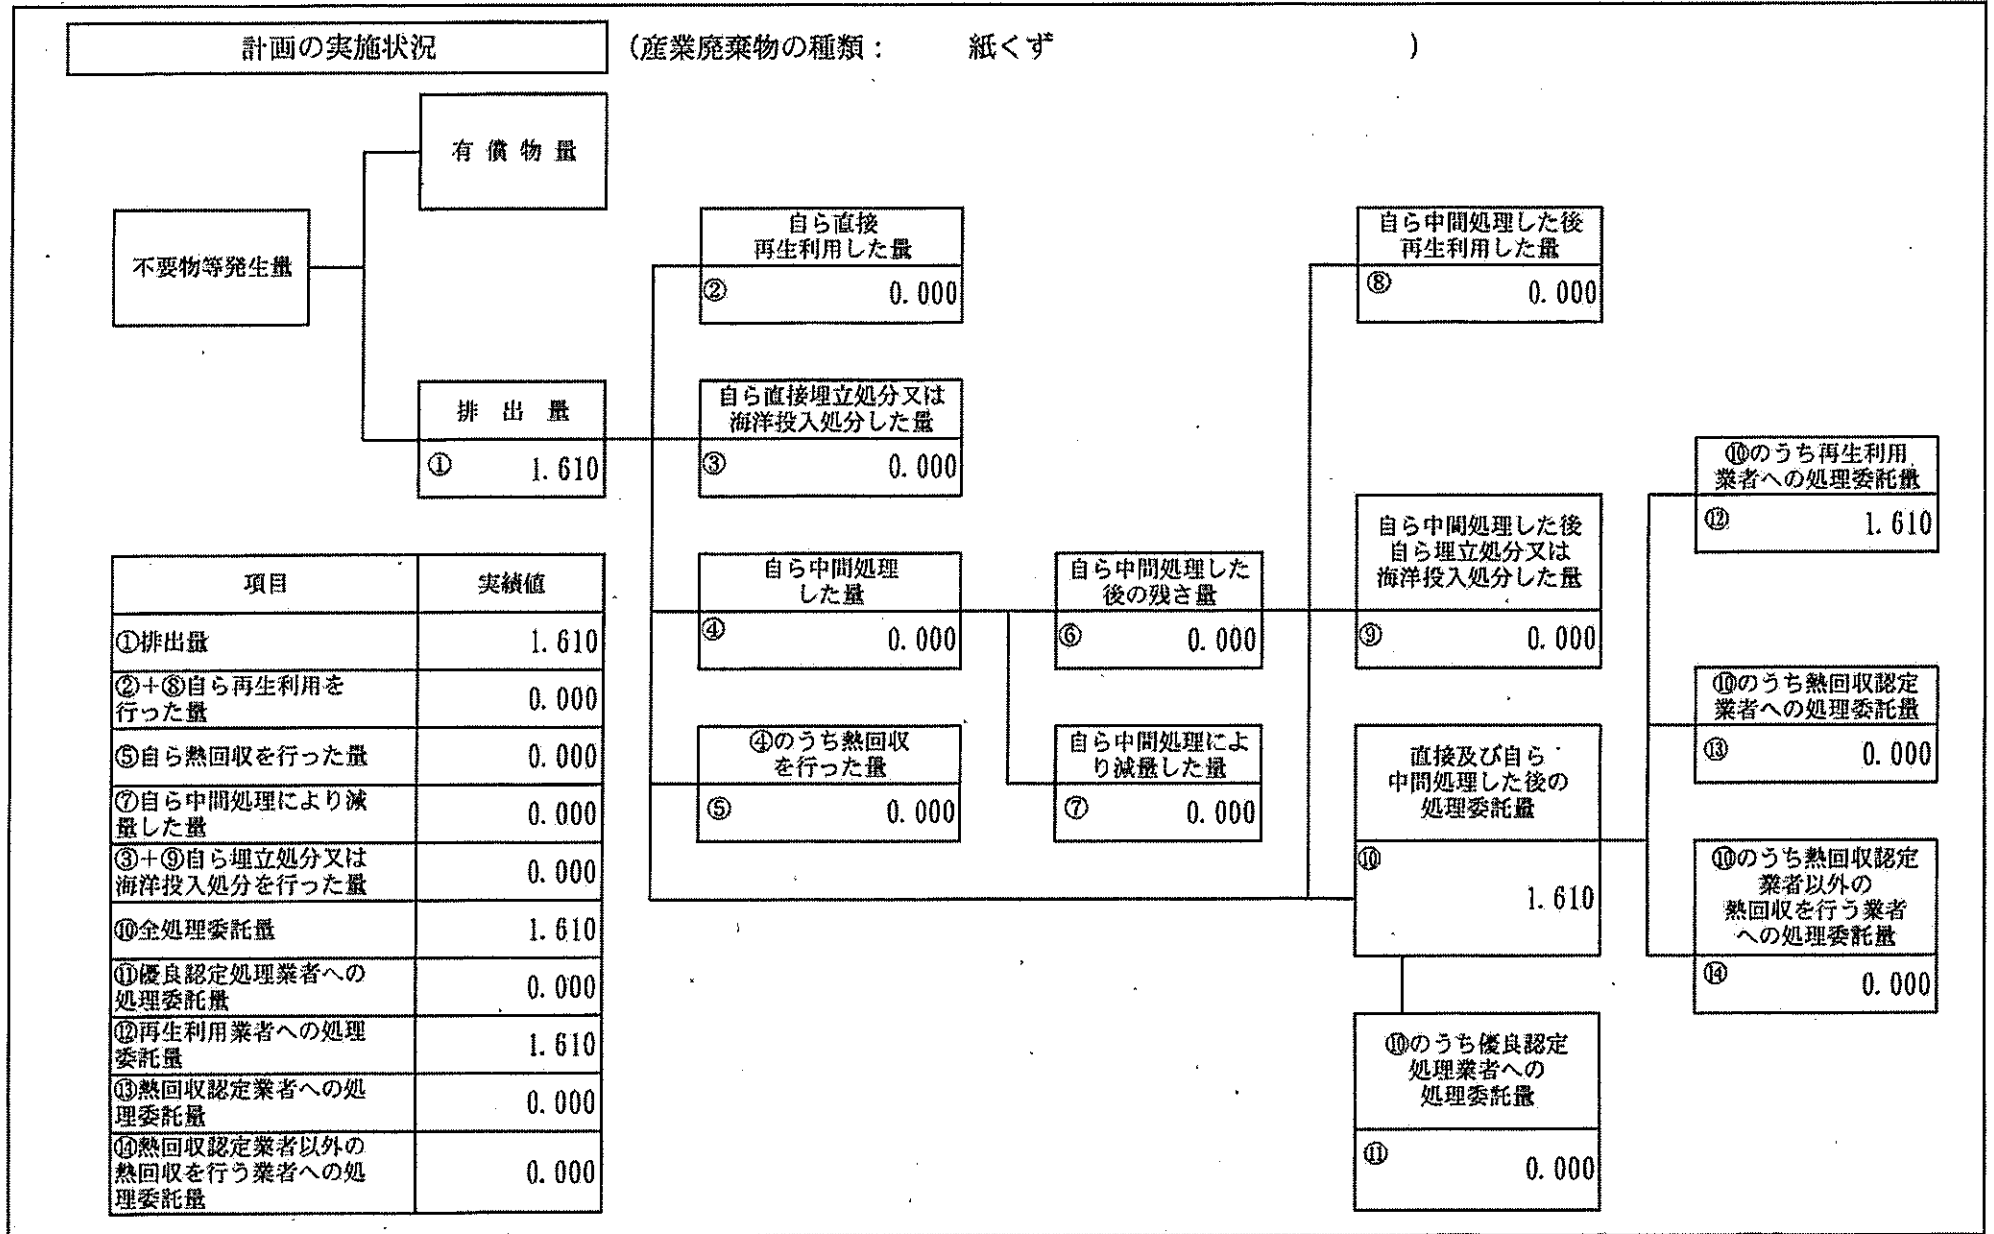 計画の実施状況
(産業廃棄物の種類： 紙くず )
有償物量
不要物等発生量
排出量
① 1.610
自ら直接
再生利用した量
② 0.000
自ら直接埋立処分又は
海洋投入処分した量
③ 0.000
自ら中間処理
した量
④ 0.000
④のうち熱回収
を行った量
⑤ 0.000
自ら中間処理した
後の残さ量
⑥ 0.000
自ら中間処理によ
り減量した量
⑦ 0.000
自ら中間処理した後
再生利用した量
⑧ 0.000
自ら中間処理した後
自ら埋立処分又は
海洋投入処分した量
⑨ 0.000
直接及び自ら
中間処理した後の
処理委託量
⑩
1.610
⑩のうち優良認定
処理業者への
処理委託量
⑪ 0.000
⑩のうち再生利用
業者への処理委託量
⑫ 1.610
⑩のうち熱回収認定
業者への処理委託量
⑬ 0.000
⑩のうち熱回収認定
業者以外の
熱回収を行う業者
への処理委託量
⑭ 0.000
項目 実績値
①排出量 1.610
②＋⑧自ら再生利用を
行った量 0.000
⑤自ら熱回収を行った量 0.000
⑦自ら中間処理により減
量した量 0.000
③＋⑨自ら埋立処分又は
海洋投入処分を行った量 0.000
⑩全処理委託量 1.610
⑪優良認定処理業者への
処理委託量 0.000
⑫再生利用業者への処理
委託量 1.610
⑬熱回収認定業者への処
理委託量 0.000
⑭熱回収認定業者以外の
熱回収を行う業者への処
理委託量 0.000